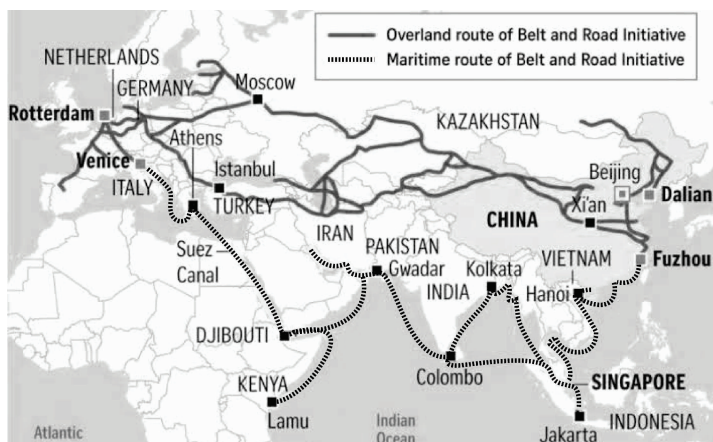 Overland route of Belt and Road Initiative
Maritime route of Belt and Road Initiative
NETHERLANDS
GERMANY
Moscow
Rotterdam
Athens
KAZAKHSTAN
Venice
Istanbul
Beijing
ITALY
TURKEY
Xi'an
Dalian
CHINA
IRAN
Suez
Canal
PAKISTAN
Gwadar
Kolkata
VIETNAM
Fuzhou
INDIA
Hanoi
DJIBOUTI
Colombo
SINGAPORE
KENYA
Lamu
Jakarta
INDONESIA
Atlantic
Indian
Ocean